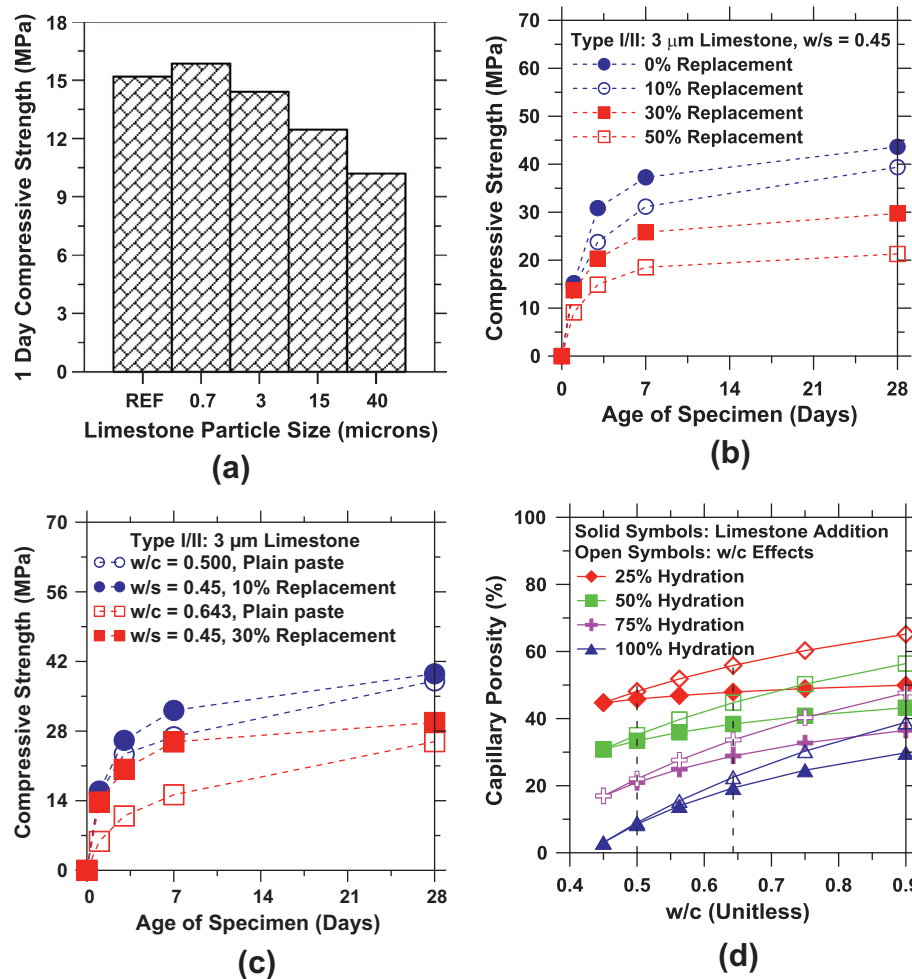 18
15
12
9
6
3
0
1 Day Compressive Strength (MPa)
REF 0.7 3 15 40
Limestone Particle Size (microns)
(a)
70
60
50
40
30
20
10
0
Compressive Strength (MPa)
Type I/II: 3 μm Limestone, w/s = 0.45
0% Replacement
10% Replacement
30% Replacement
50% Replacement
0 7 14 21 28
Age of Specimen (Days)
(b)
70
56
42
28
14
0
Compressive Strength (MPa)
Type I/II: 3 μm Limestone
w/c = 0.500, Plain paste
w/s = 0.45, 10% Replacement
w/c = 0.643, Plain paste
w/s = 0.45, 30% Replacement
0 7 14 21 28
Age of Specimen (Days)
(c)
100
80
60
40
20
0
Capillary Porosity (%)
Solid Symbols: Limestone Addition
Open Symbols: w/c Effects
25% Hydration
50% Hydration
75% Hydration
100% Hydration
0.4 0.5 0.6 0.7 0.8 0.9
w/c (Unitless)
(d)